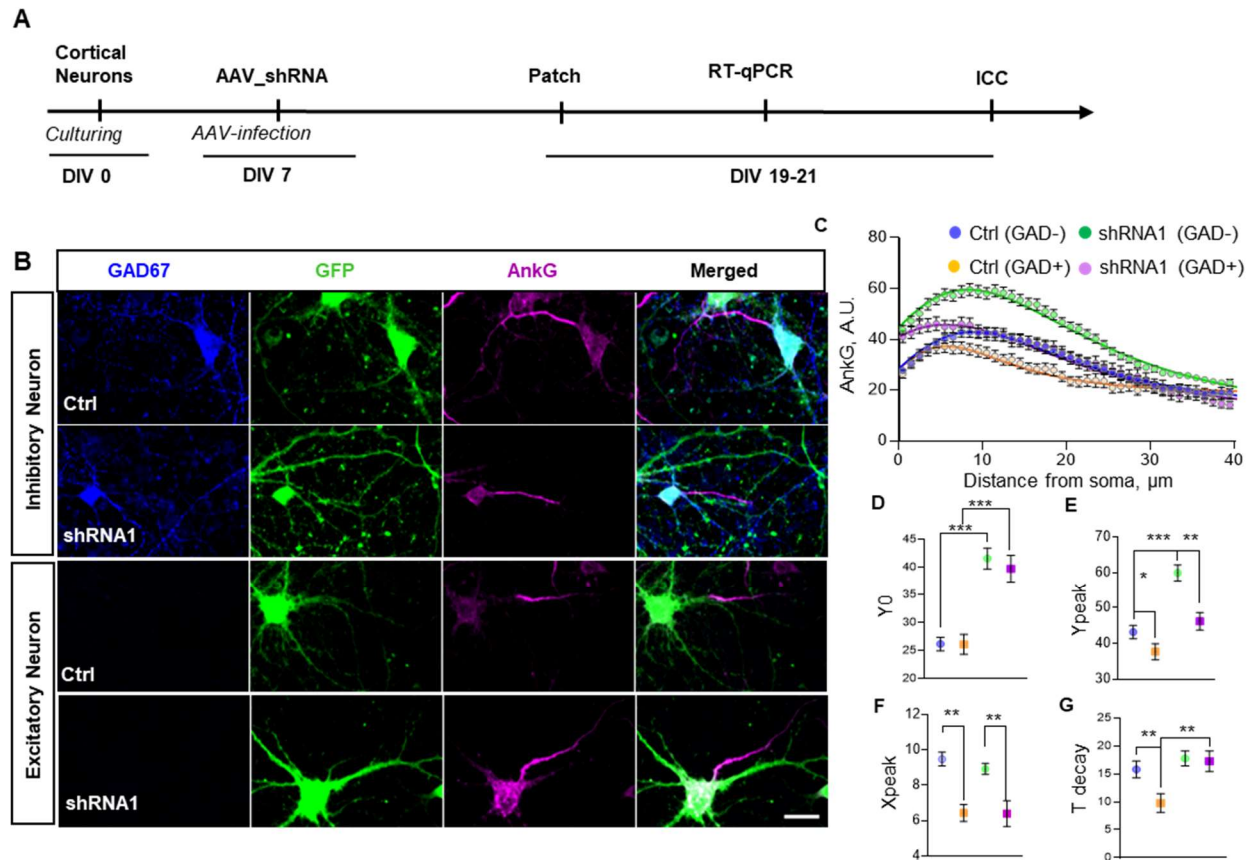 A
Cortical
Neurons
AAV_shRNA
Patch
RT-qPCR
ICC
Culturing
AAV-infection
DIV 0
DIV 7
DIV 19-21
B
GAD67
GFP
AnkG
Merged
Inhibitory Neuron
Ctrl
shRNA1
Excitatory Neuron
Ctrl
shRNA1
C
Ctrl (GAD-)
shRNA1 (GAD-)
Ctrl (GAD+)
shRNA1 (GAD+)
AnkG, A.U.
80
60
40
20
0
0 10 20 30 40
Distance from soma, µm
D
Y0
45
40
35
30
25
20
***
***
E
Ypeak
70
60
50
40
30
*** **
*
F
Xpeak
12
10
8
6
4
** **
G
T decay
25
20
15
10
5
0
** **